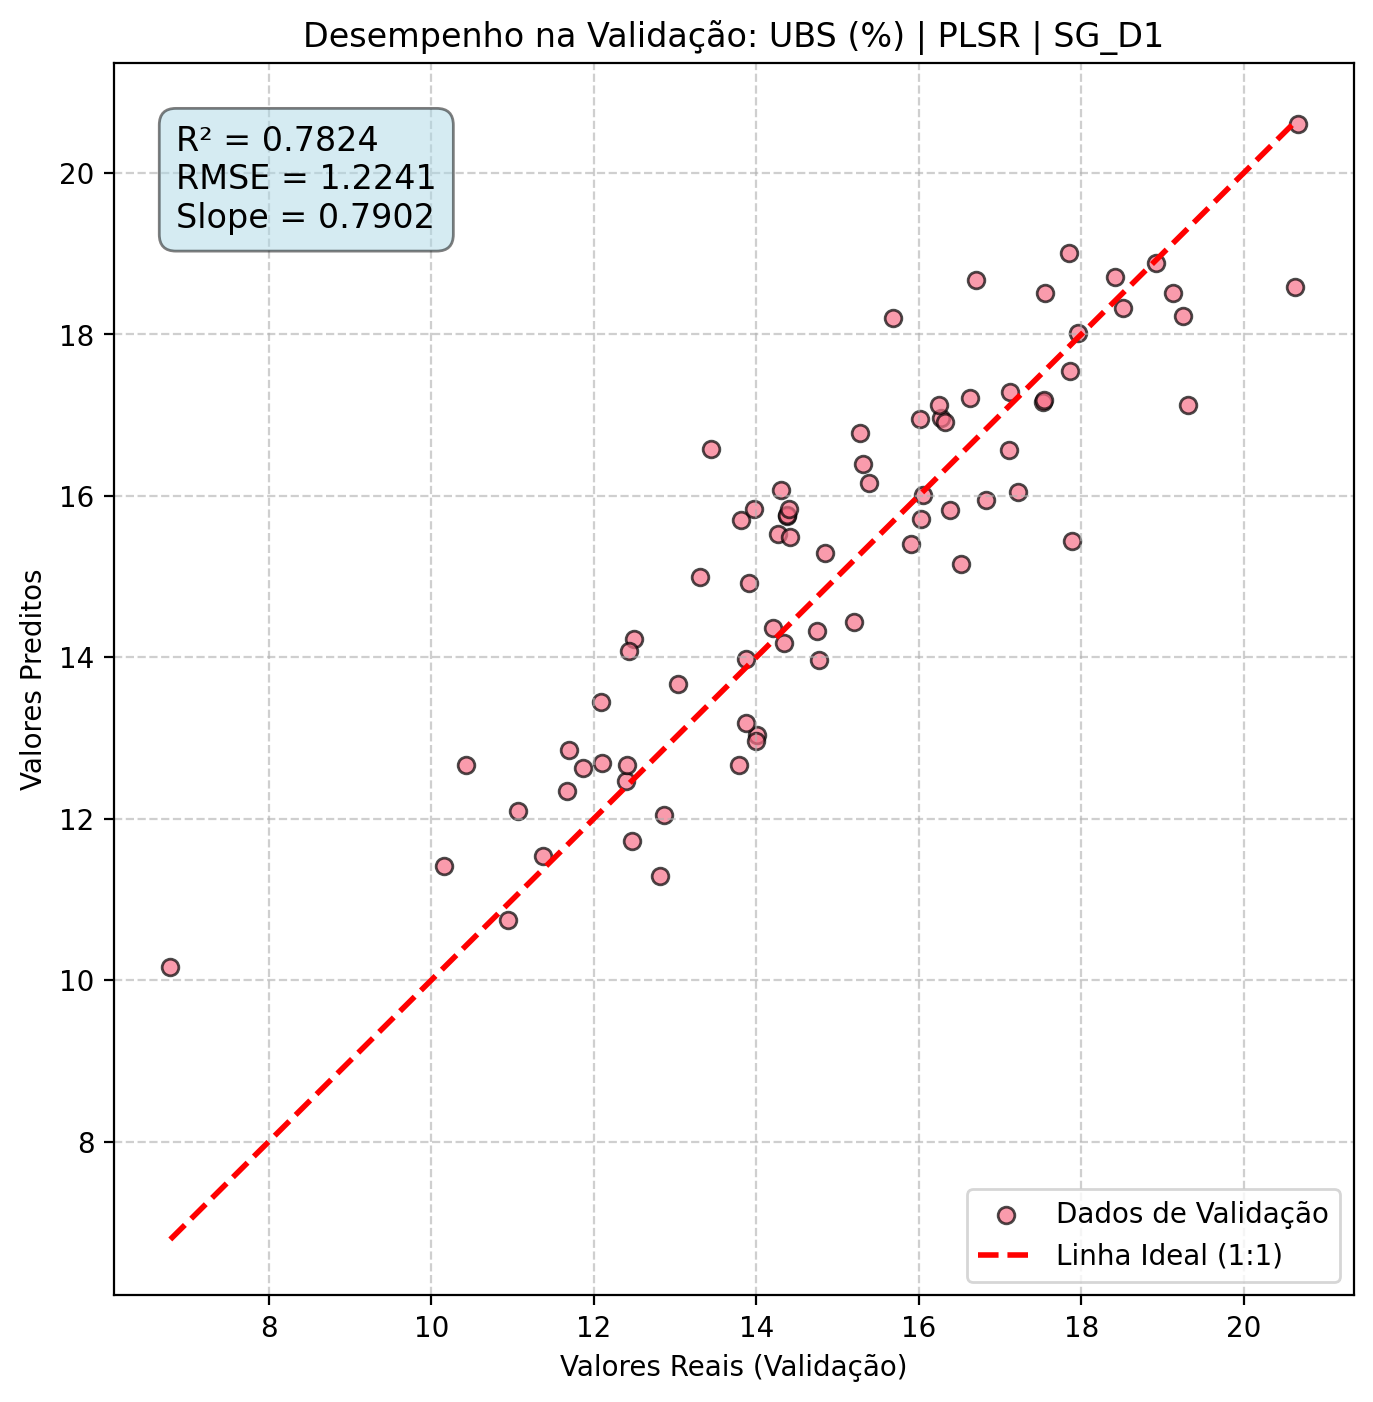 Desempenho na Validação: UBS (%) | PLSR | SG_D1
R² = 0.7824
RMSE = 1.2241
Slope = 0.7902
Valores Preditos
20
18
16
14
12
10
8
8 10 12 14 16 18 20
Valores Reais (Validação)
Dados de Validação
Linha Ideal (1:1)